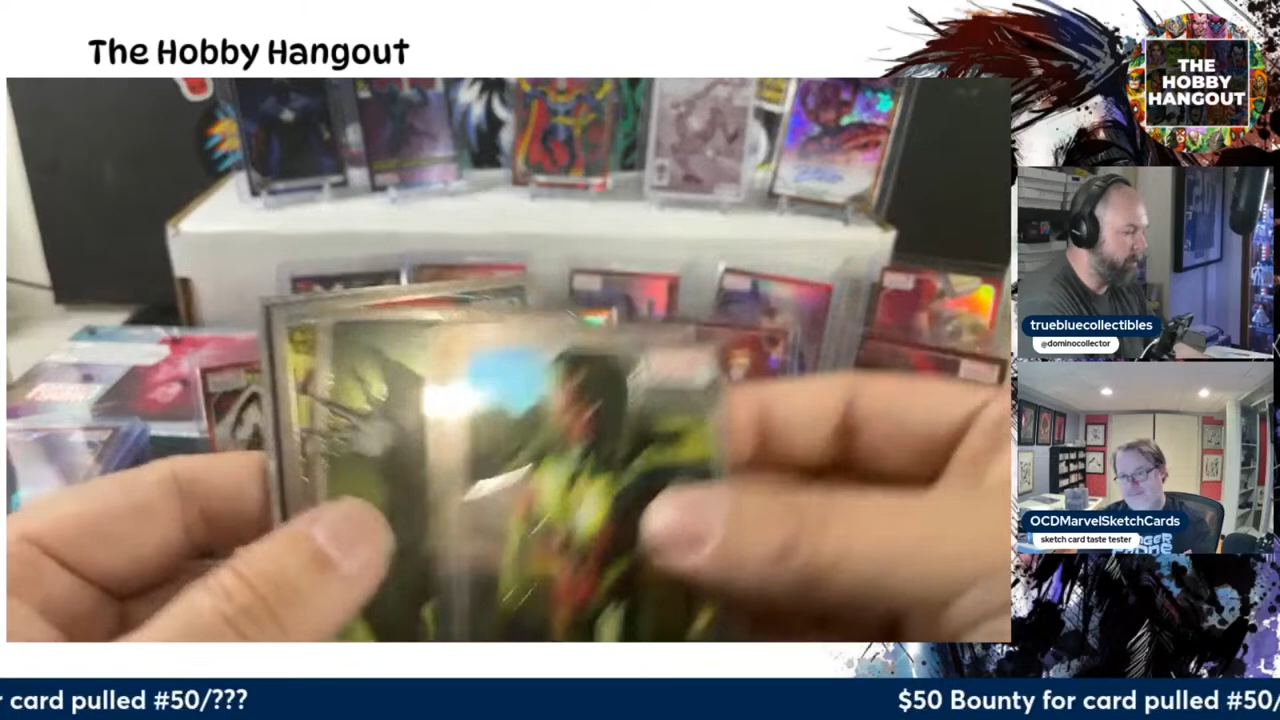 The Hobby Hangout
THE
HOBBY
HANGOUT
truebluecollectibles
@dominocollector
OCDMarvelSketchCards
sketch card taste tester
card pulled #50/???
$50 Bounty for card pulled #50/